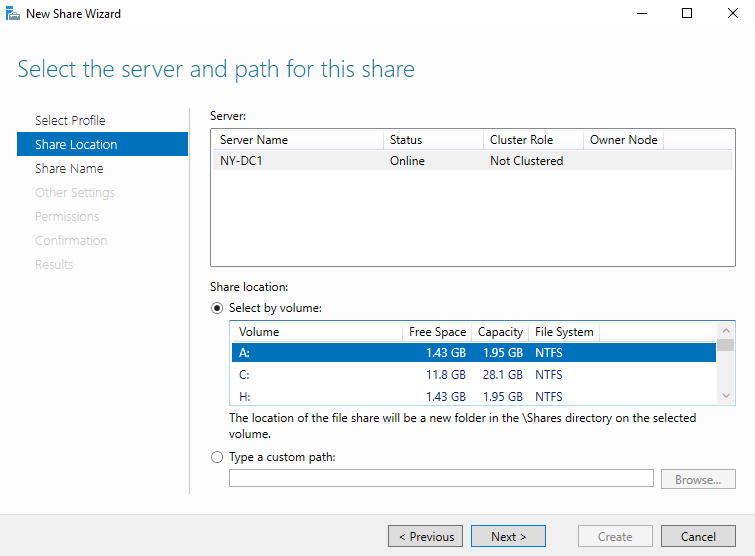 New Share Wizard
Select the server and path for this share
Select Profile
Share Location
Share Name
Other Settings
Permissions
Confirmation
Results
Server:
Server Name Status Cluster Role Owner Node
NY-DC1 Online Not Clustered
Share location:
Select by volume:
Volume Free Space Capacity File System
A: 1.43 GB 1.95 GB NTFS
C: 11.8 GB 28.1 GB NTFS
H: 1.43 GB 1.95 GB NTFS
The location of the file share will be a new folder in the \Shares directory on the selected
volume.
Type a custom path:
Browse...
< Previous Next > Create Cancel